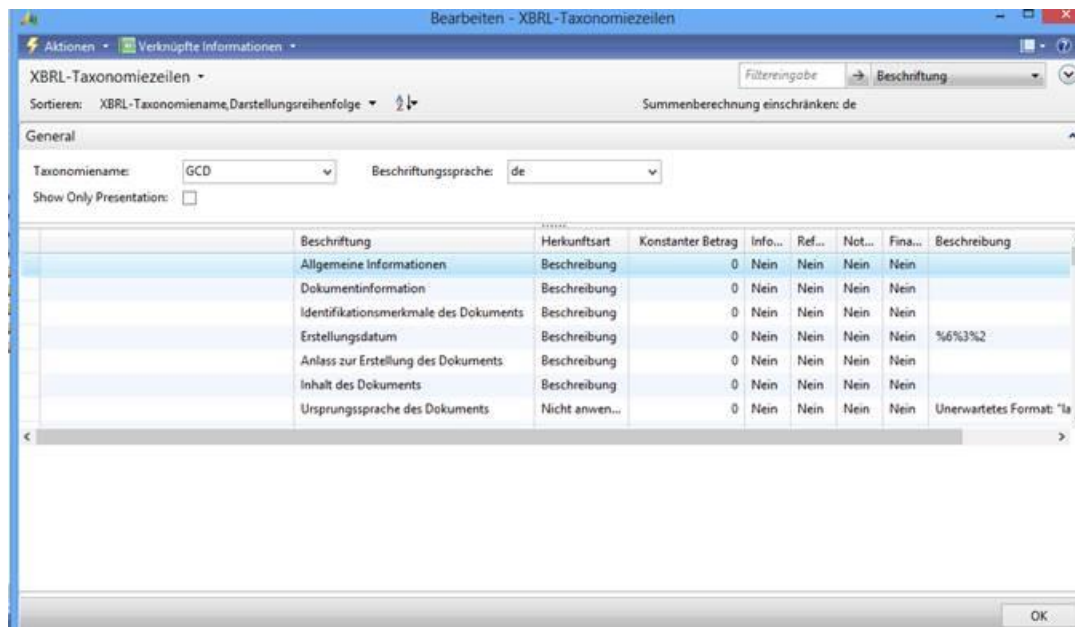 Bearbeiten - XBRL-Taxonomiezeilen
Aktionen Verknüpfte Informationen
XBRL-Taxonomiezeilen Filtereingabe Beschriftung
Sortieren: XBRL-Taxonomiename,Darstellungsreihenfolge Summenberechnung einschränken: de
General
Taxonomiename: GCD Beschriftungssprache: de
Show Only Presentation:
Beschriftung Herkunftsart Konstanter Betrag Info... Ref... Not... Fina... Beschreibung
Allgemeine Informationen Beschreibung 0 Nein Nein Nein Nein
Dokumentinformation Beschreibung 0 Nein Nein Nein Nein
Identifikationsmerkmale des Dokuments Beschreibung 0 Nein Nein Nein Nein
Erstellungsdatum Beschreibung 0 Nein Nein Nein Nein %6%3%2
Anlass zur Erstellung des Dokuments Beschreibung 0 Nein Nein Nein Nein
Inhalt des Dokuments Beschreibung 0 Nein Nein Nein Nein
Ursprungssprache des Dokuments Nicht anwen... 0 Nein Nein Nein Nein Unerwartetes Format: "la
OK